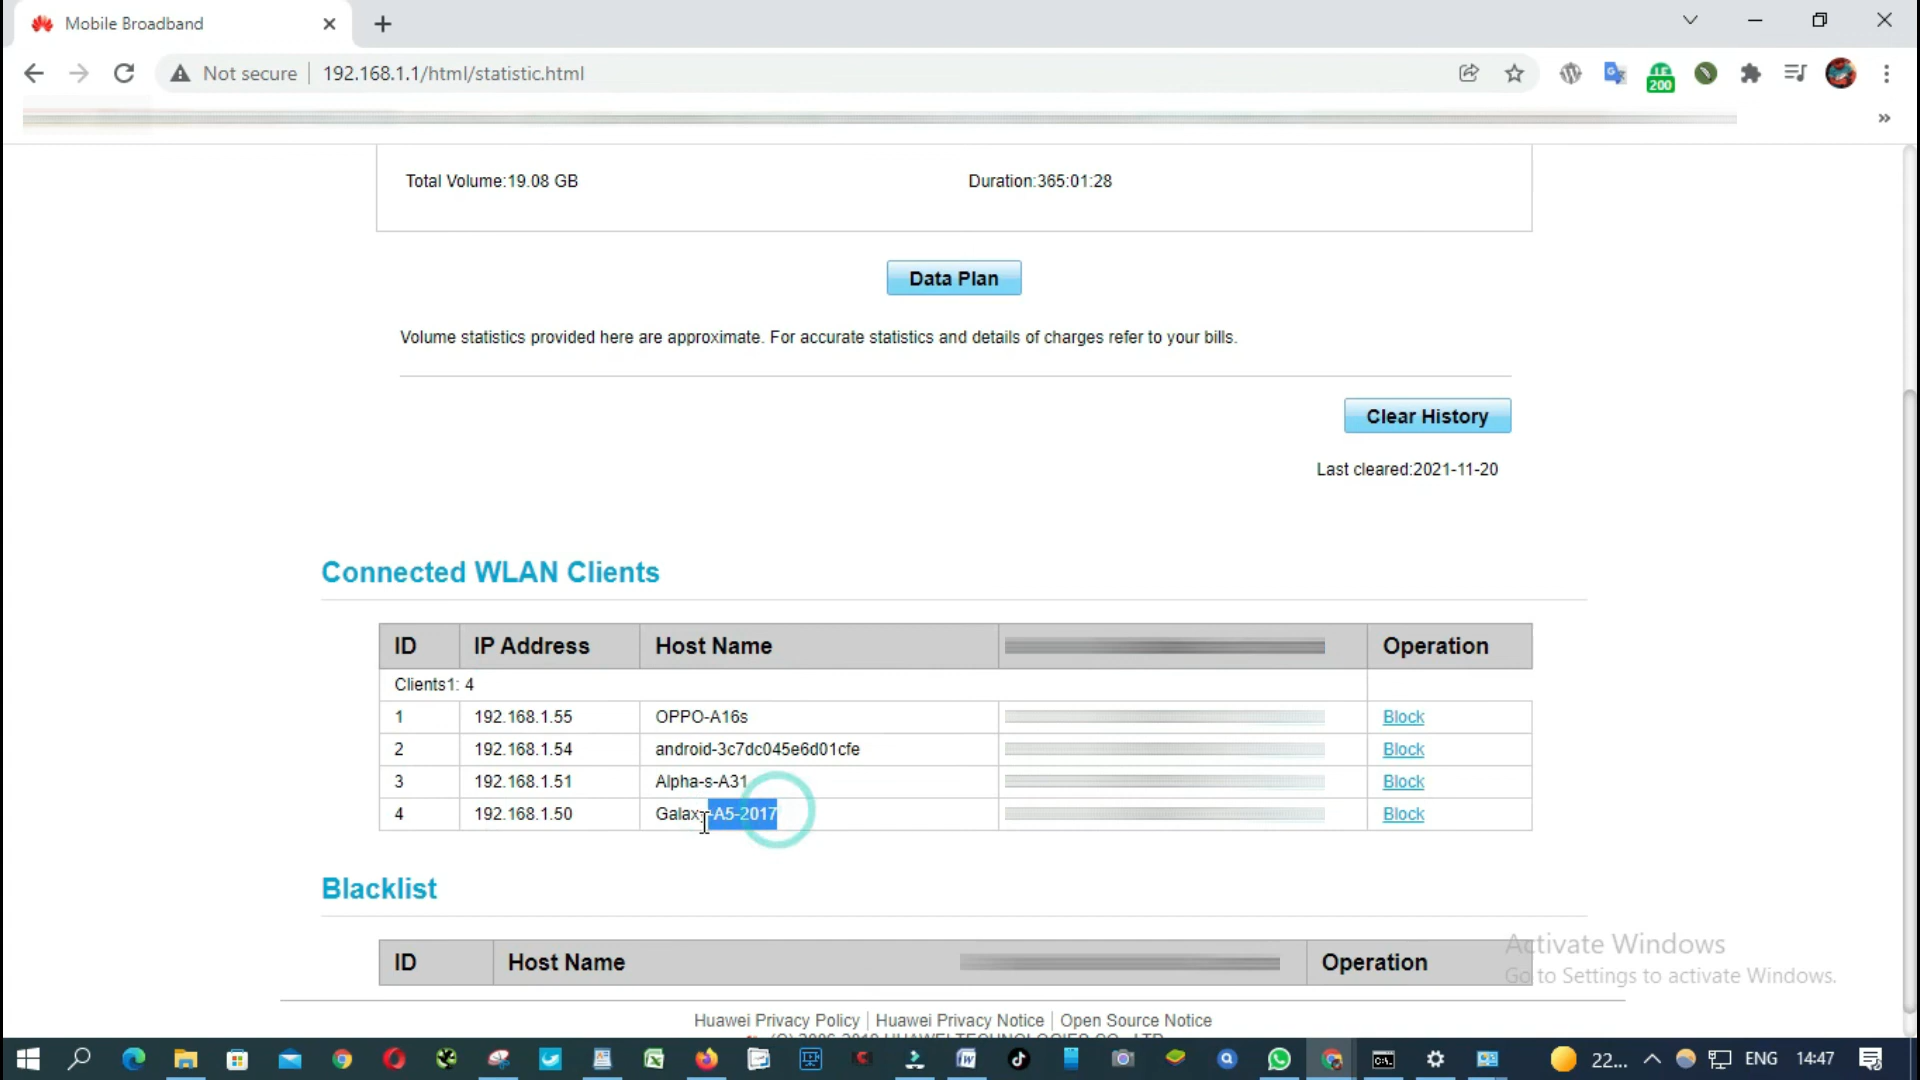 Mobile Broadband
Not secure 192.168.1.1/html/statistic.html
LE
200
»
Total Volume:19.08 GB Duration:365:01:28
Data Plan
Volume statistics provided here are approximate. For accurate statistics and details of charges refer to your bills.
Clear History
Last cleared:2021-11-20
Connected WLAN Clients
ID IP Address Host Name Operation
Clients1: 4
1 192.168.1.55 OPPO-A16s Block
2 192.168.1.54 android-3c7dc045e6d01cfe Block
3 192.168.1.51 Alpha-s-A31 Block
4 192.168.1.50 Galaxy-A5-2017 Block
Blacklist
ID Host Name Operation
Activate Windows
Go to Settings to activate Windows.
Huawei Privacy Policy | Huawei Privacy Notice | Open Source Notice
22... ENG 14:47